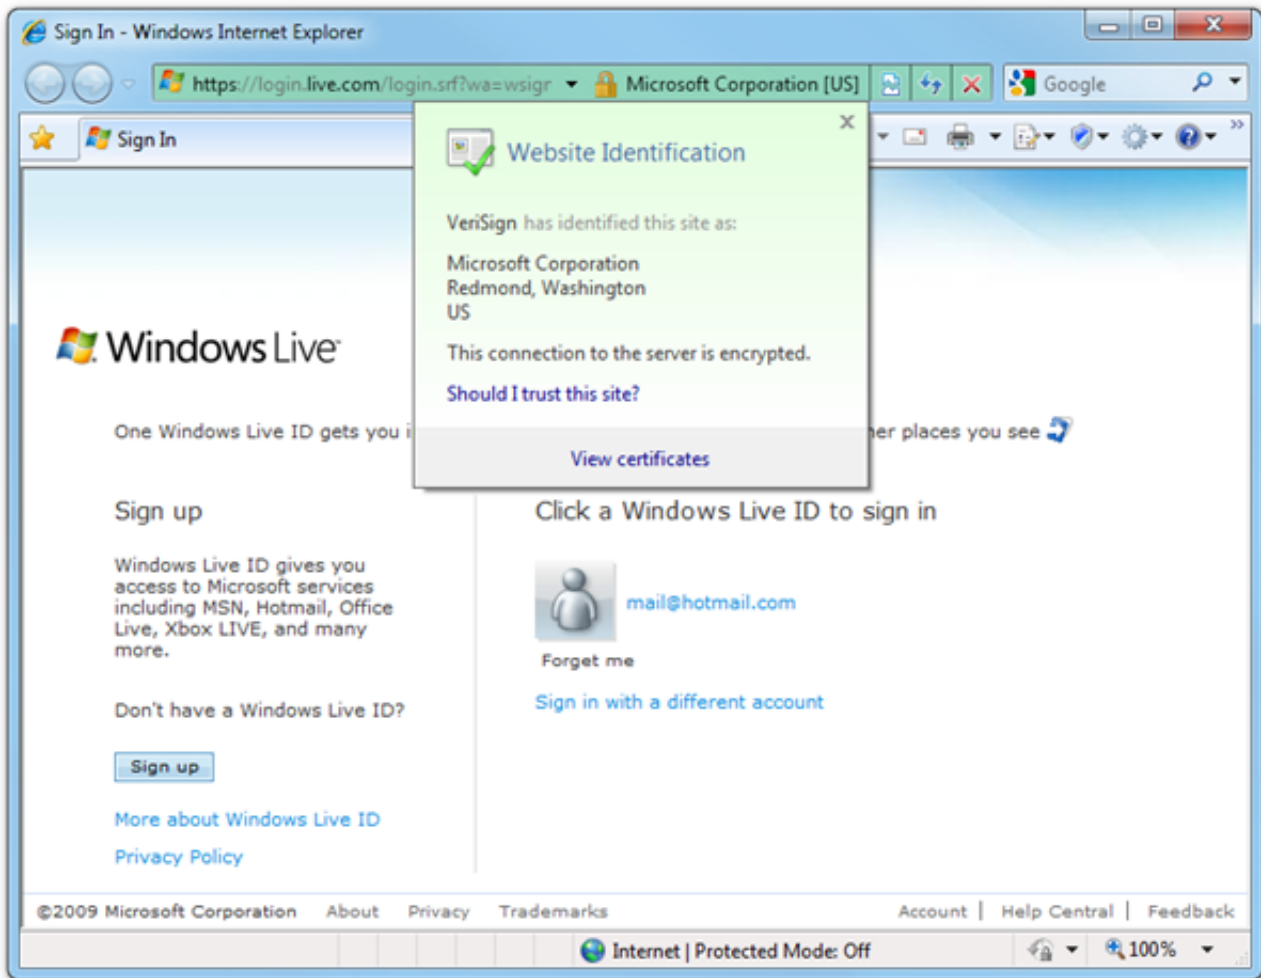 Sign In - Windows Internet Explorer
https://login.live.com/login.srf?wa=wsigr
Microsoft Corporation [US]
Google
Sign In
Website Identification
VeriSign has identified this site as:
Microsoft Corporation
Redmond, Washington
US
This connection to the server is encrypted.
Should I trust this site?
View certificates
Windows Live
One Windows Live ID gets you i
her places you see
Sign up
Windows Live ID gives you
access to Microsoft services
including MSN, Hotmail, Office
Live, Xbox LIVE, and many
more.
Don't have a Windows Live ID?
Sign up
More about Windows Live ID
Privacy Policy
Click a Windows Live ID to sign in
mail@hotmail.com
Forget me
Sign in with a different account
©2009 Microsoft Corporation About Privacy Trademarks
Account | Help Central | Feedback
Internet | Protected Mode: Off
100%